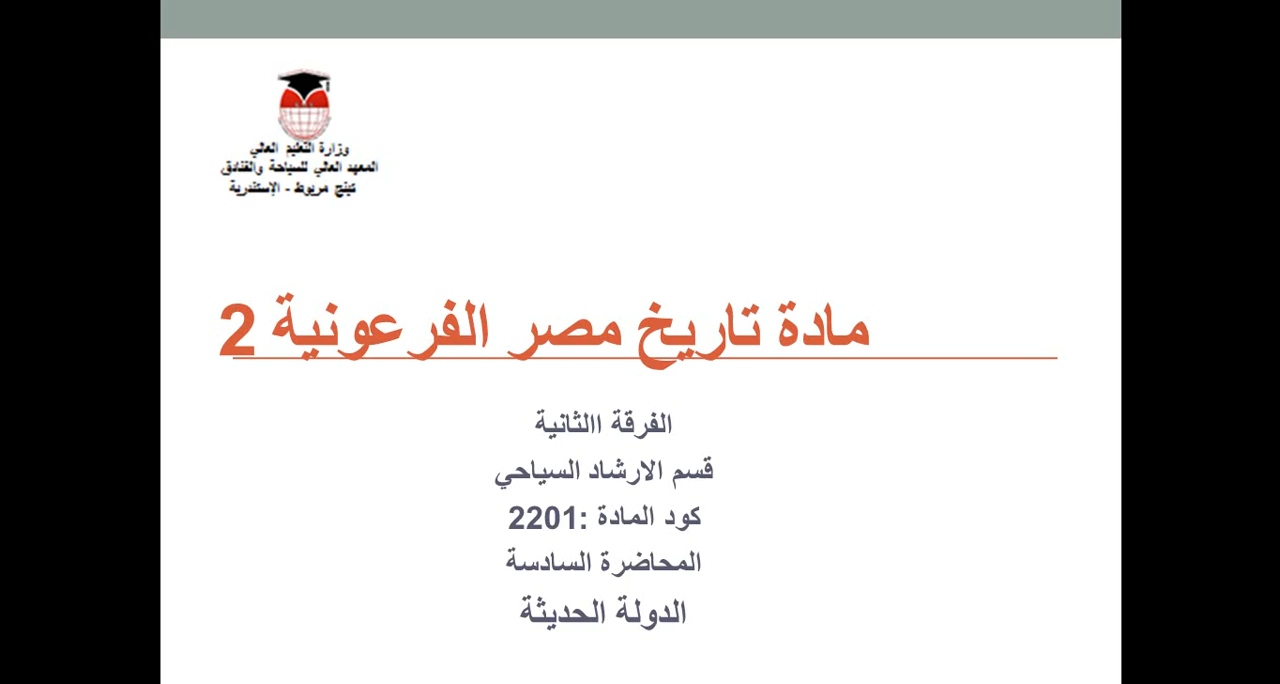 وزارة التعليم العالي
المعهد العالي للسياحة والفنادق
كينج مريوط - الإسكندرية
مادة تاريخ مصر الفرعونية 2
الفرقة االثانية
قسم الارشاد السياحي
كود المادة :2201
المحاضرة السادسة
الدولة الحديثة